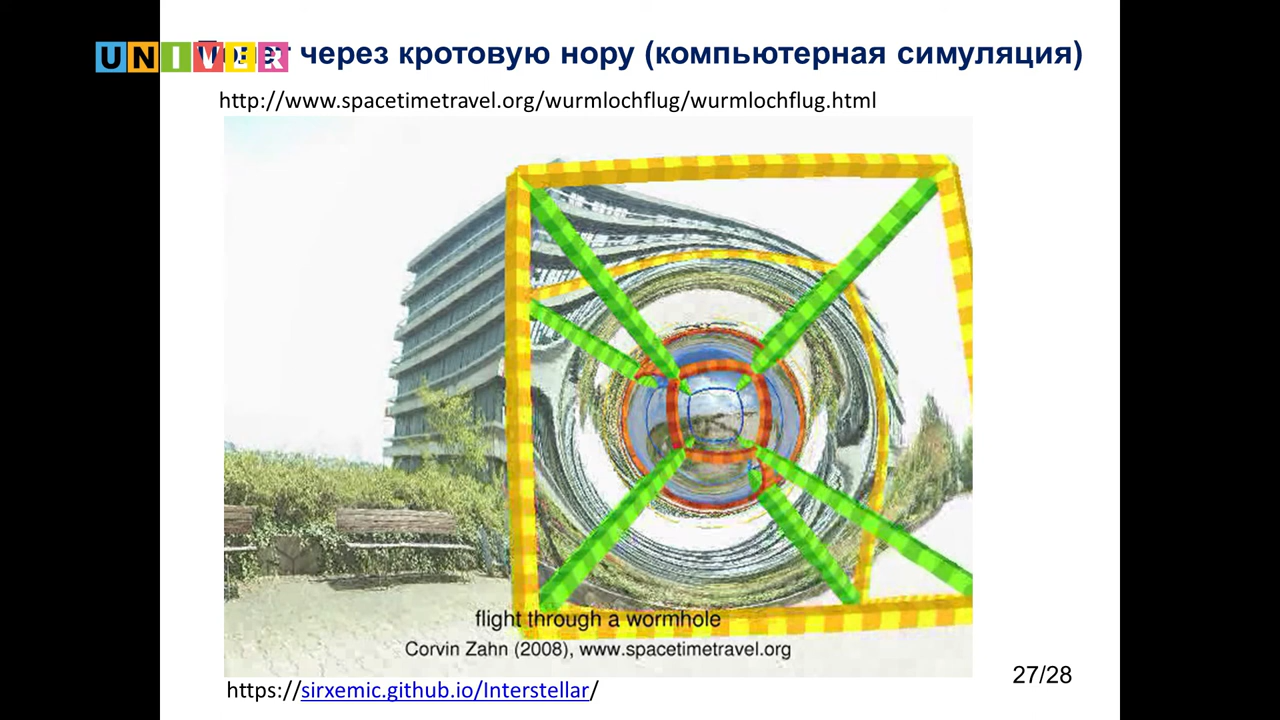 UNIVER
через кротовую нору (компьютерная симуляция)
http://www.spacetimetravel.org/wurmlochflug/wurmlochflug.html
flight through a wormhole
Corvin Zahn (2008), www.spacetimetravel.org
https://sirxemic.github.io/Interstellar/
27/28